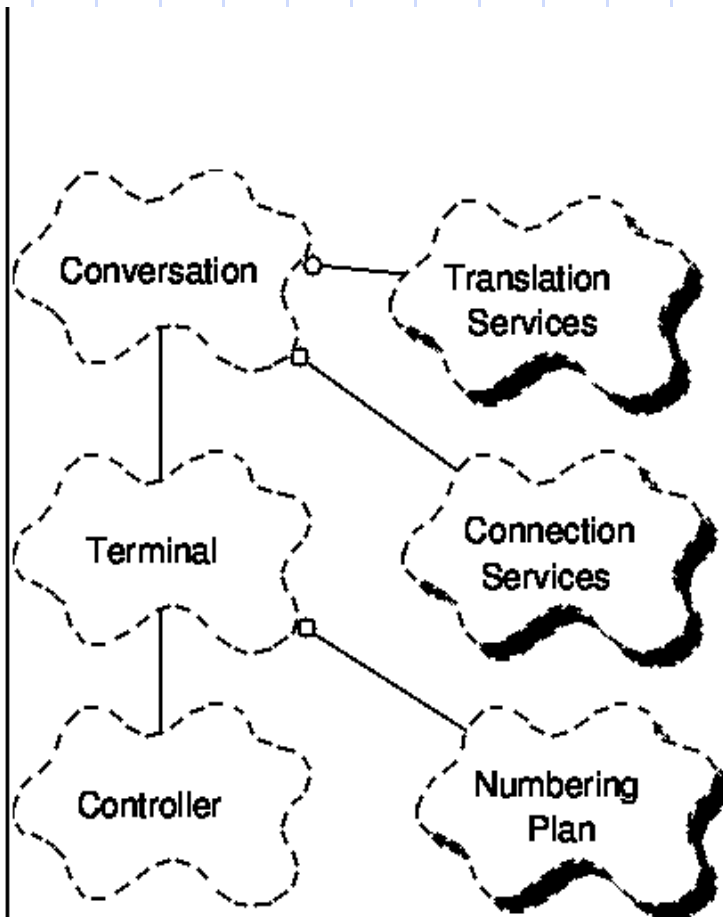 Conversation
Translation
Services
Terminal
Connection
Services
Controller
Numbering
Plan